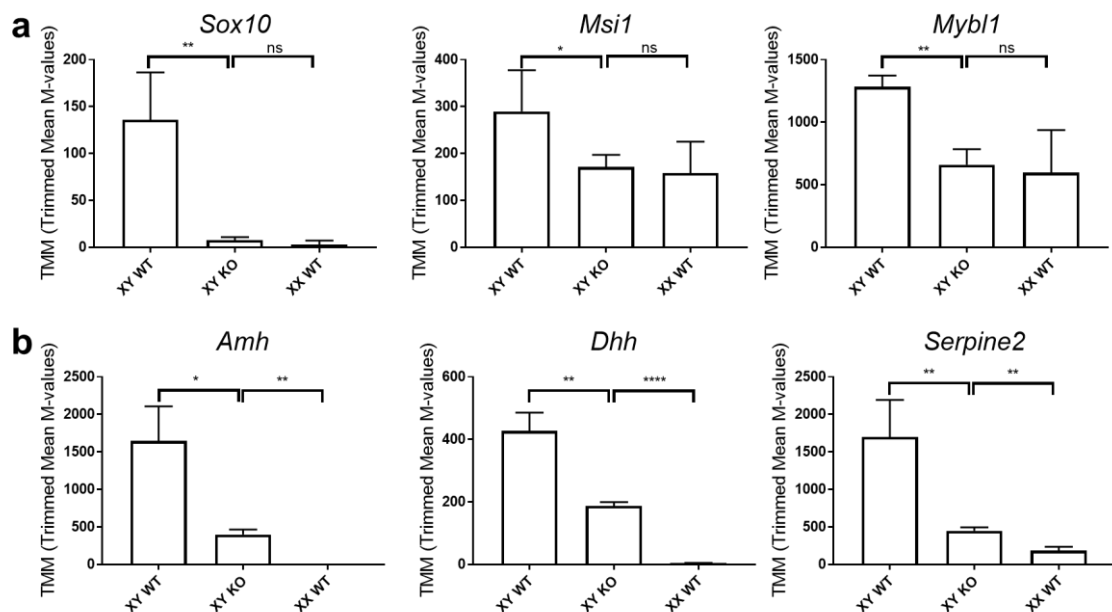 a
Sox10
Msi1
Mybl1
** ns
* ns
** ns
TMM (Trimmed Mean M-values)
200
150
100
50
0
XY WT
XY KO
XX WT
TMM (Trimmed Mean M-values)
400
300
200
100
0
XY WT
XY KO
XX WT
TMM (Trimmed Mean M-values)
1500
1000
500
0
XY WT
XY KO
XX WT
b
Amh
Dhh
Serpine2
* **
** ****
** **
TMM (Trimmed Mean M-values)
2500
2000
1500
1000
500
0
XY WT
XY KO
XX WT
TMM (Trimmed Mean M-values)
600
400
200
0
XY WT
XY KO
XX WT
TMM (Trimmed Mean M-values)
2500
2000
1500
1000
500
0
XY WT
XY KO
XX WT